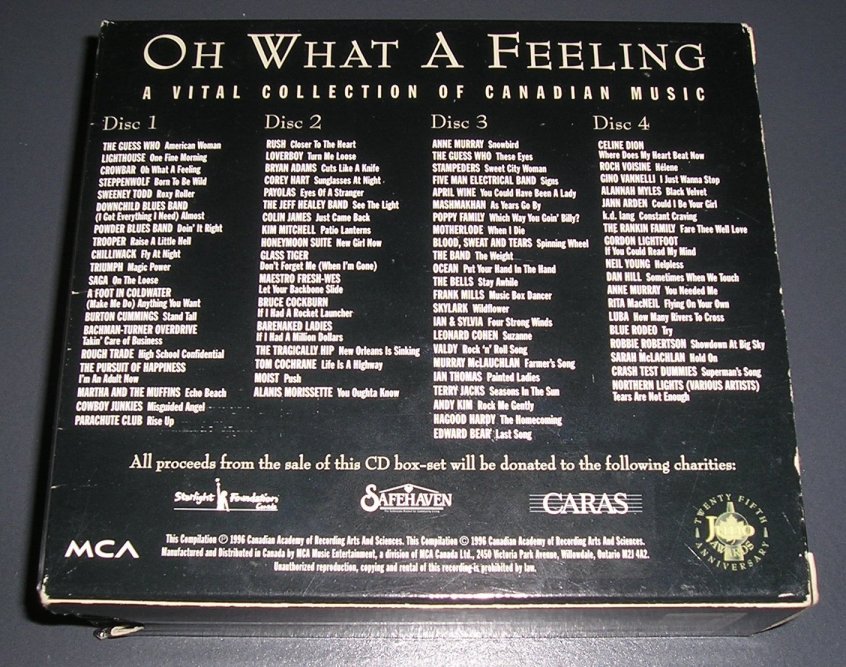 OH WHAT A FEELING
A VITAL COLLECTION OF CANADIAN MUSIC
Disc 1
THE GUESS WHO American Woman
LIGHTHOUSE One Fine Morning
CROWBAR Oh What A Feeling
STEPPENWOLF Born To Be Wild
SWEENEY TODD Roxy Roller
DOWNCHILD BLUES BAND
(I Got Everything I Need) Almost
POWDER BLUES BAND Doin' It Right
TROOPER Raise A Little Hell
CHILLIWACK Fly At Night
TRIUMPH Magic Power
SAGA On The Loose
A FOOT IN COLDWATER
(Make Me Do) Anything You Want
BURTON CUMMINGS Stand Tall
BACHMAN-TURNER OVERDRIVE
Takin' Care of Business
ROUGH TRADE High School Confidential
THE PURSUIT OF HAPPINESS
I'm An Adult Now
MARTHA AND THE MUFFINS Echo Beach
COWBOY JUNKIES Misguided Angel
PARACHUTE CLUB Rise Up
Disc 2
RUSH Closer To The Heart
LOVERBOY Turn Me Loose
BRYAN ADAMS Cuts Like A Knife
COREY HART Sunglasses At Night
PAYOLAS Eyes Of A Stranger
THE JEFF HEALEY BAND See The Light
COLIN JAMES Just Came Back
KIM MITCHELL Patio Lanterns
HONEYMOON SUITE New Girl Now
GLASS TIGER
Don't Forget Me (When I'm Gone)
MAESTRO FRESH-WES
Let Your Backbone Slide
BRUCE COCKBURN
If I Had A Rocket Launcher
BARENAKED LADIES
If I Had A Million Dollars
THE TRAGICALLY HIP New Orleans Is Sinking
TOM COCHRANE Life Is A Highway
MOIST Push
ALANIS MORISSETTE You Oughta Know
Disc 3
ANNE MURRAY Snowbird
THE GUESS WHO These Eyes
STAMPEDERS Sweet City Woman
FIVE MAN ELECTRICAL BAND Signs
APRIL WINE You Could Have Been A Lady
MASHMAKHAN As Years Go By
POPPY FAMILY Which Way You Goin' Billy?
MOTHERLODE When I Die
BLOOD, SWEAT AND TEARS Spinning Wheel
THE BAND The Weight
OCEAN Put Your Hand In The Hand
THE BELLS Stay Awhile
FRANK MILLS Music Box Dancer
SKYLARK Wildflower
IAN & SYLVIA Four Strong Winds
LEONARD COHEN Suzanne
VALDY Rock 'n' Roll Song
MURRAY McLAUCHLAN Farmer's Song
IAN THOMAS Painted Ladies
TERRY JACKS Seasons In The Sun
ANDY KIM Rock Me Gently
HAGOOD HARDY The Homecoming
EDWARD BEAR Last Song
Disc 4
CELINE DION
Where Does My Heart Beat Now
ROCH VOISINE Hélene
GINO VANNELLI I Just Wanna Stop
ALANNAH MYLES Black Velvet
JANN ARDEN Could I Be Your Girl
k.d. lang Constant Craving
THE RANKIN FAMILY Fare Thee Well Love
GORDON LIGHTFOOT
If You Could Read My Mind
NEIL YOUNG Helpless
DAN HILL Sometimes When We Touch
ANNE MURRAY You Needed Me
RITA MacNEIL Flying On Your Own
LUBA How Many Rivers To Cross
BLUE RODEO Try
ROBBIE ROBERTSON Showdown At Big Sky
SARAH McLACHLAN Hold On
CRASH TEST DUMMIES Superman's Song
NORTHERN LIGHTS (VARIOUS ARTISTS)
Tears Are Not Enough
All proceeds from the sale of this CD box-set will be donated to the following charities:
Starlight Foundation
Canada
SAFEHAVEN
CARAS
TWENTY FIFTH
Juno
AWARDS
ANNIVERSARY
MCA
This Compilation ℗ 1996 Canadian Academy of Recording Arts And Sciences. This Compilation © 1996 Canadian Academy of Recording Arts And Sciences.
Manufactured and Distributed in Canada by MCA Music Entertainment, a division of MCA Canada Ltd., 2450 Victoria Park Avenue, Willowdale, Ontario M2J 4A2.
Unauthorized reproduction, copying and rental of this recording is prohibited by law.